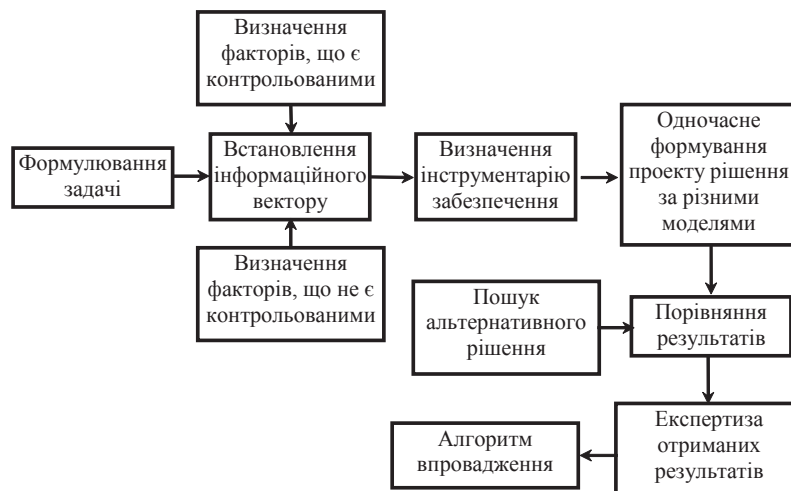 Визначення
факторів, що є
контрольованими
Формулювання
задачі
Встановлення
інформаційного
вектору
Визначення
інструментарію
забезпечення
Одночасне
формування
проекту рішення
за різними
моделями
Визначення
факторів, що не є
контрольованими
Пошук
альтернативного
рішення
Порівняння
результатів
Експертиза
отриманих
результатів
Алгоритм
впровадження